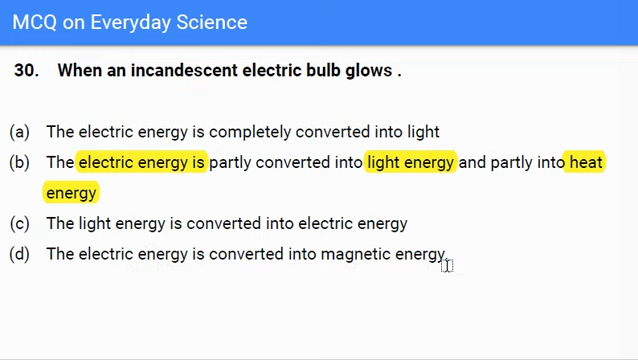 MCQ on Everyday Science
30. When an incandescent electric bulb glows .
(a) The electric energy is completely converted into light
(b) The electric energy is partly converted into light energy and partly into heat
energy
(c) The light energy is converted into electric energy
(d) The electric energy is converted into magnetic energy.